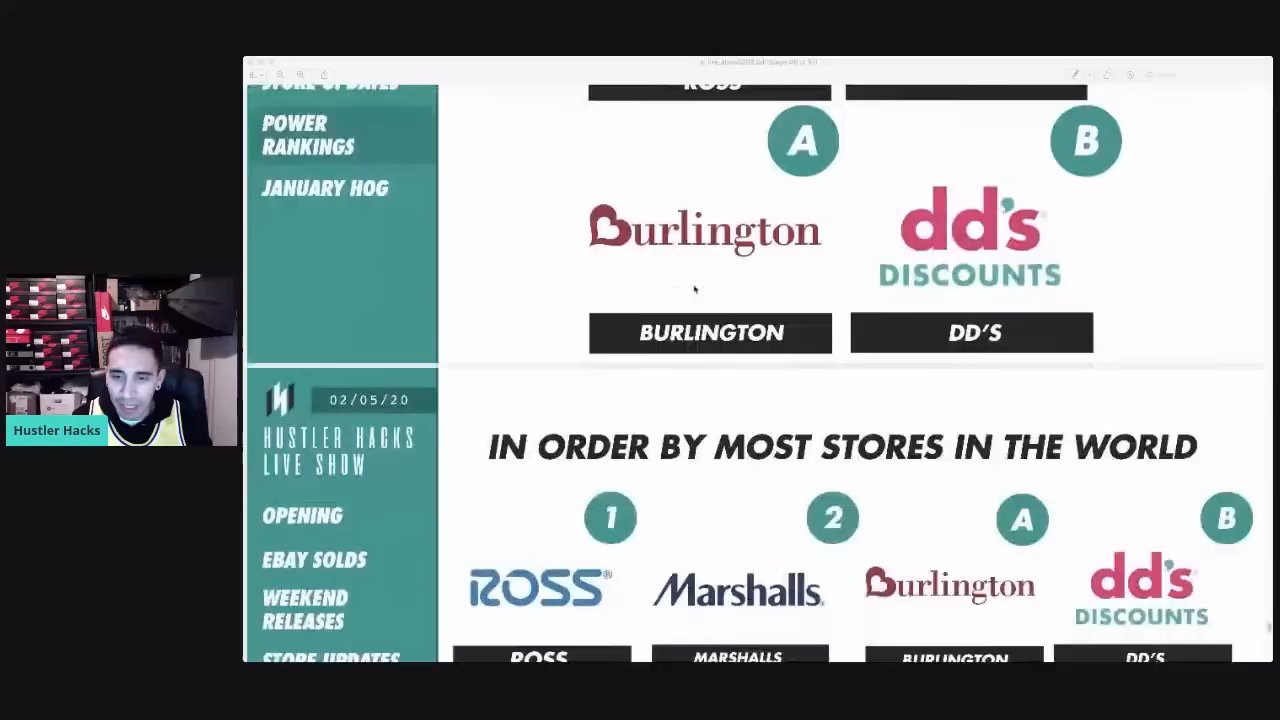 STORE UPDATES
ROSS
POWER
RANKINGS
JANUARY HOG
A
B
Burlington
dd's
DISCOUNTS
BURLINGTON
DD'S
02/05/20
HUSTLER HACKS
LIVE SHOW
IN ORDER BY MOST STORES IN THE WORLD
OPENING
EBAY SOLDS
WEEKEND
RELEASES
STORE UPDATES
1
2
A
B
ROSS®
Marshalls.
Burlington
dd's
DISCOUNTS
ROSS
MARSHALLS
BURLINGTON
DD'S
Hustler Hacks